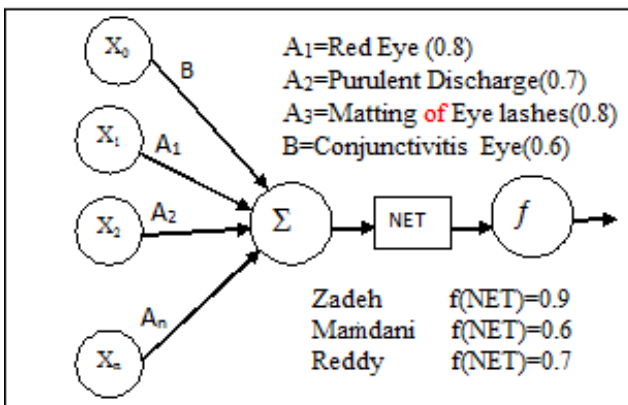 X₀
B
A₁=Red Eye (0.8)
A₂=Purulent Discharge(0.7)
A₃=Matting of Eye lashes(0.8)
B=Conjunctivitis Eye(0.6)
X₁
A₁
X₂
A₂
Σ
NET
f
Aₙ
Xₙ
Zadeh f(NET)=0.9
Mamdani f(NET)=0.6
Reddy f(NET)=0.7